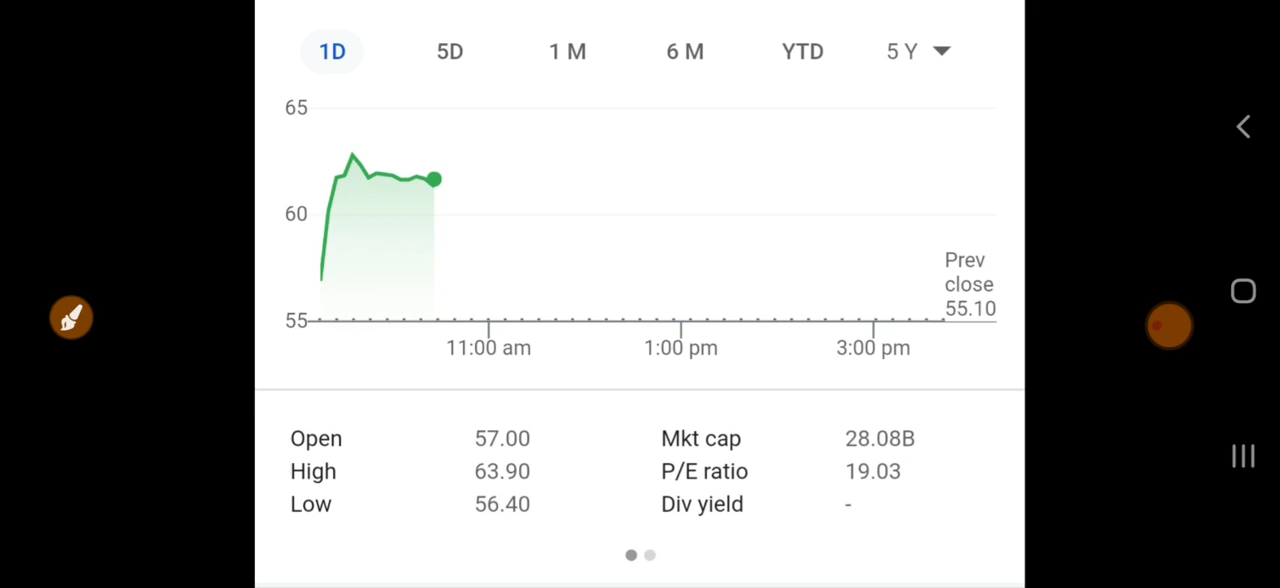 1D 5D 1 M 6 M YTD 5 Y
65
60
Prev
close
55.10
55
11:00 am 1:00 pm 3:00 pm
Open 57.00 Mkt cap 28.08B
High 63.90 P/E ratio 19.03
Low 56.40 Div yield -